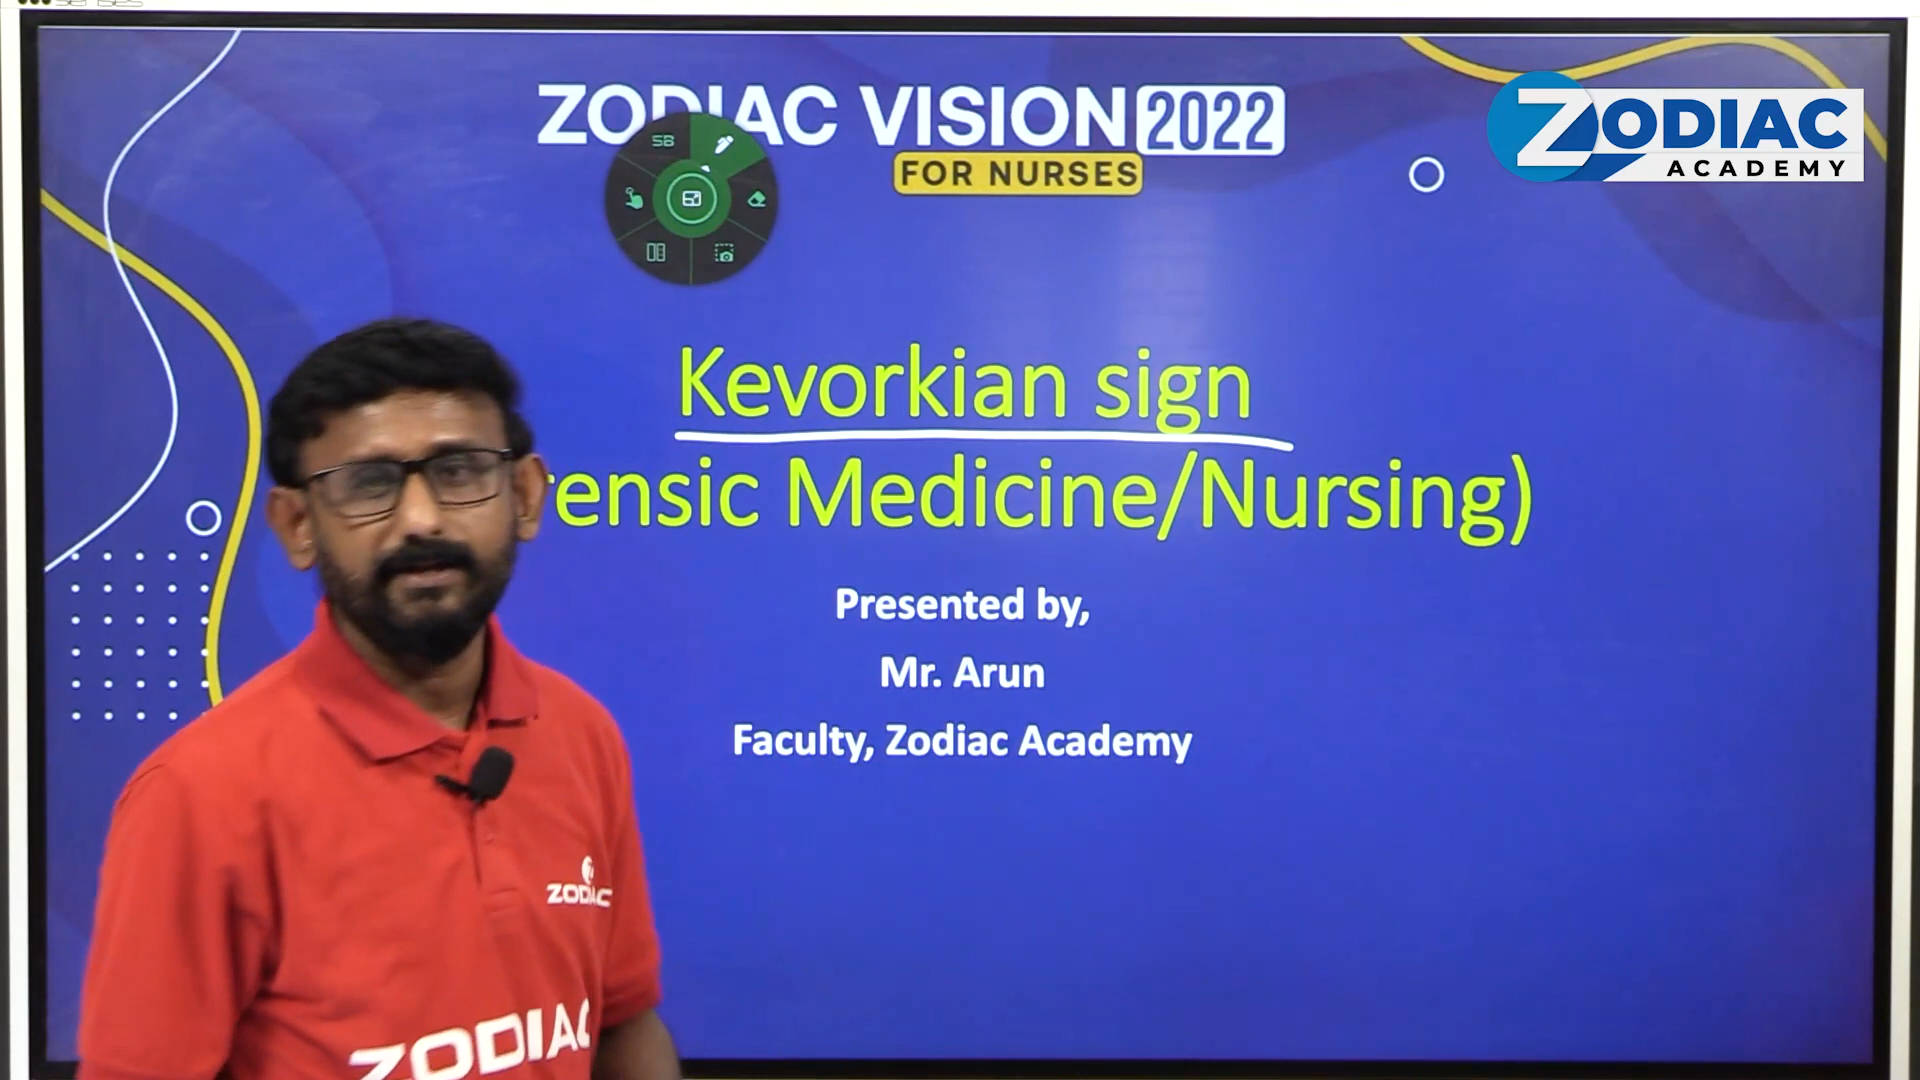 ZODIAC VISION 2022
FOR NURSES
ZODIAC
ACADEMY
SB
Kevorkian sign
rensic Medicine/Nursing)
Presented by,
Mr. Arun
Faculty, Zodiac Academy
ZODIAC
ZODIAC